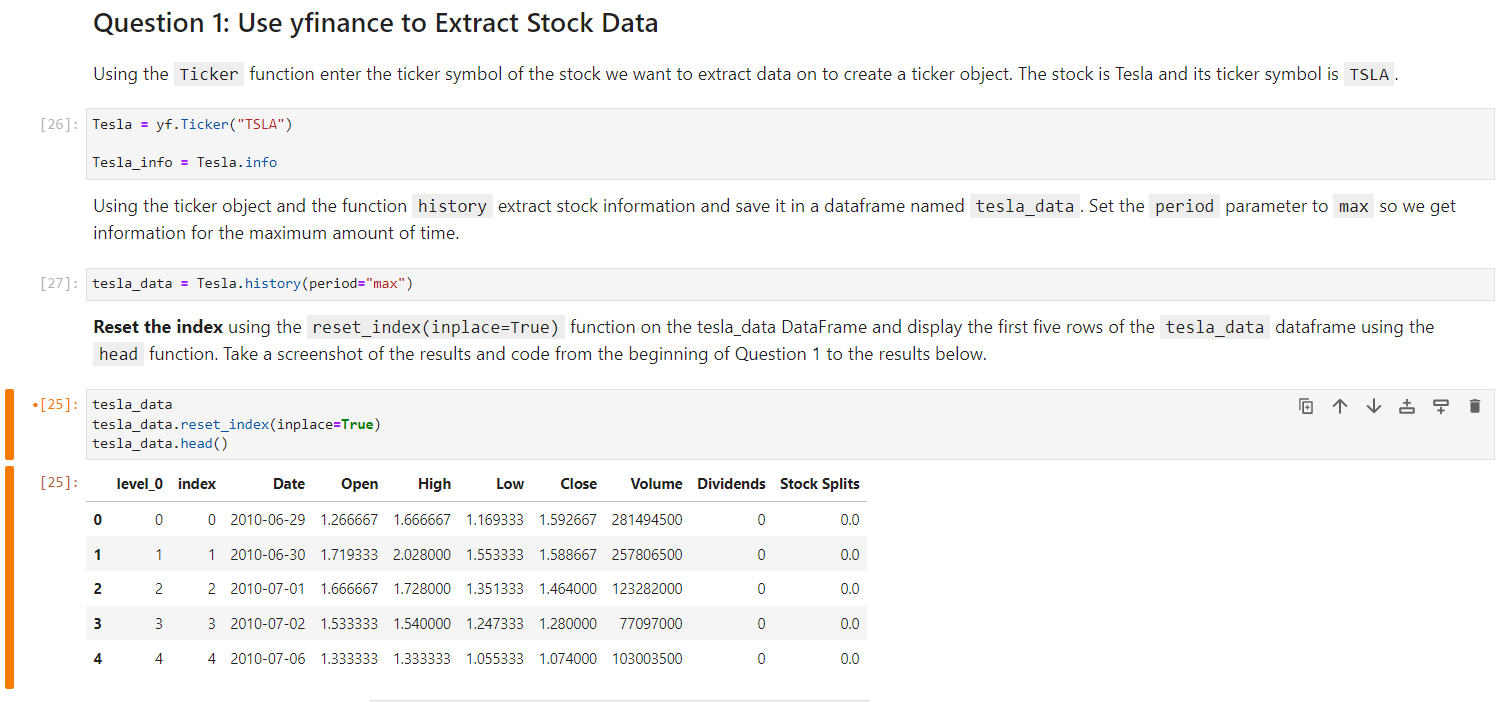 Question 1: Use yfinance to Extract Stock Data
Using the Ticker function enter the ticker symbol of the stock we want to extract data on to create a ticker object. The stock is Tesla and its ticker symbol is TSLA.
[26]: Tesla = yf.Ticker("TSLA")
Tesla_info = Tesla.info
Using the ticker object and the function history extract stock information and save it in a dataframe named tesla_data. Set the period parameter to max so we get
information for the maximum amount of time.
[27]: tesla_data = Tesla.history(period="max")
Reset the index using the reset_index(inplace=True) function on the tesla_data DataFrame and display the first five rows of the tesla_data dataframe using the
head function. Take a screenshot of the results and code from the beginning of Question 1 to the results below.
•[25]: tesla_data
tesla_data.reset_index(inplace=True)
tesla_data.head()
[25]: level_0 index Date Open High Low Close Volume Dividends Stock Splits
0 0 0 2010-06-29 1.266667 1.666667 1.169333 1.592667 281494500 0 0.0
1 1 1 2010-06-30 1.719333 2.028000 1.553333 1.588667 257806500 0 0.0
2 2 2 2010-07-01 1.666667 1.728000 1.351333 1.464000 123282000 0 0.0
3 3 3 2010-07-02 1.533333 1.540000 1.247333 1.280000 77097000 0 0.0
4 4 4 2010-07-06 1.333333 1.333333 1.055333 1.074000 103003500 0 0.0